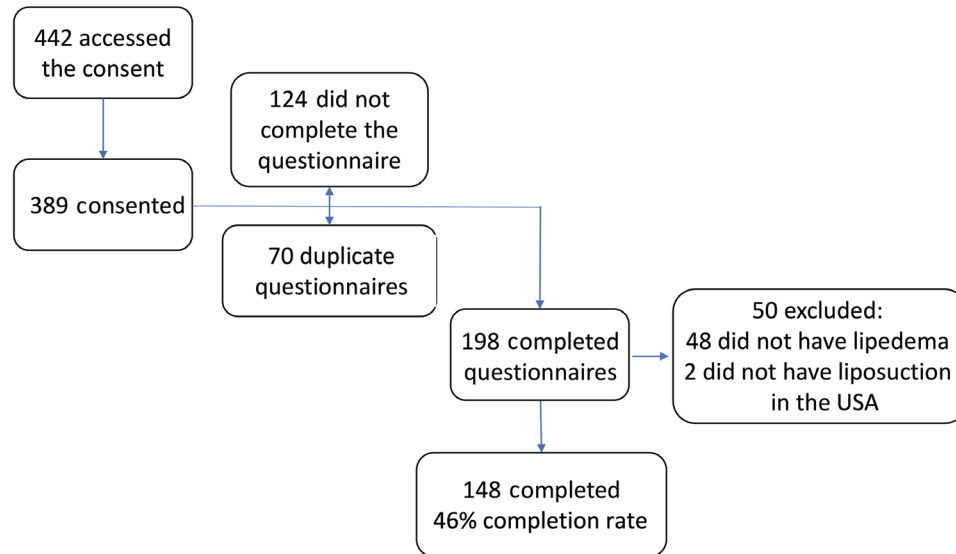 442 accessed
the consent
124 did not
complete the
questionnaire
389 consented
70 duplicate
questionnaires
198 completed
questionnaires
50 excluded:
48 did not have lipedema
2 did not have liposuction
in the USA
148 completed
46% completion rate